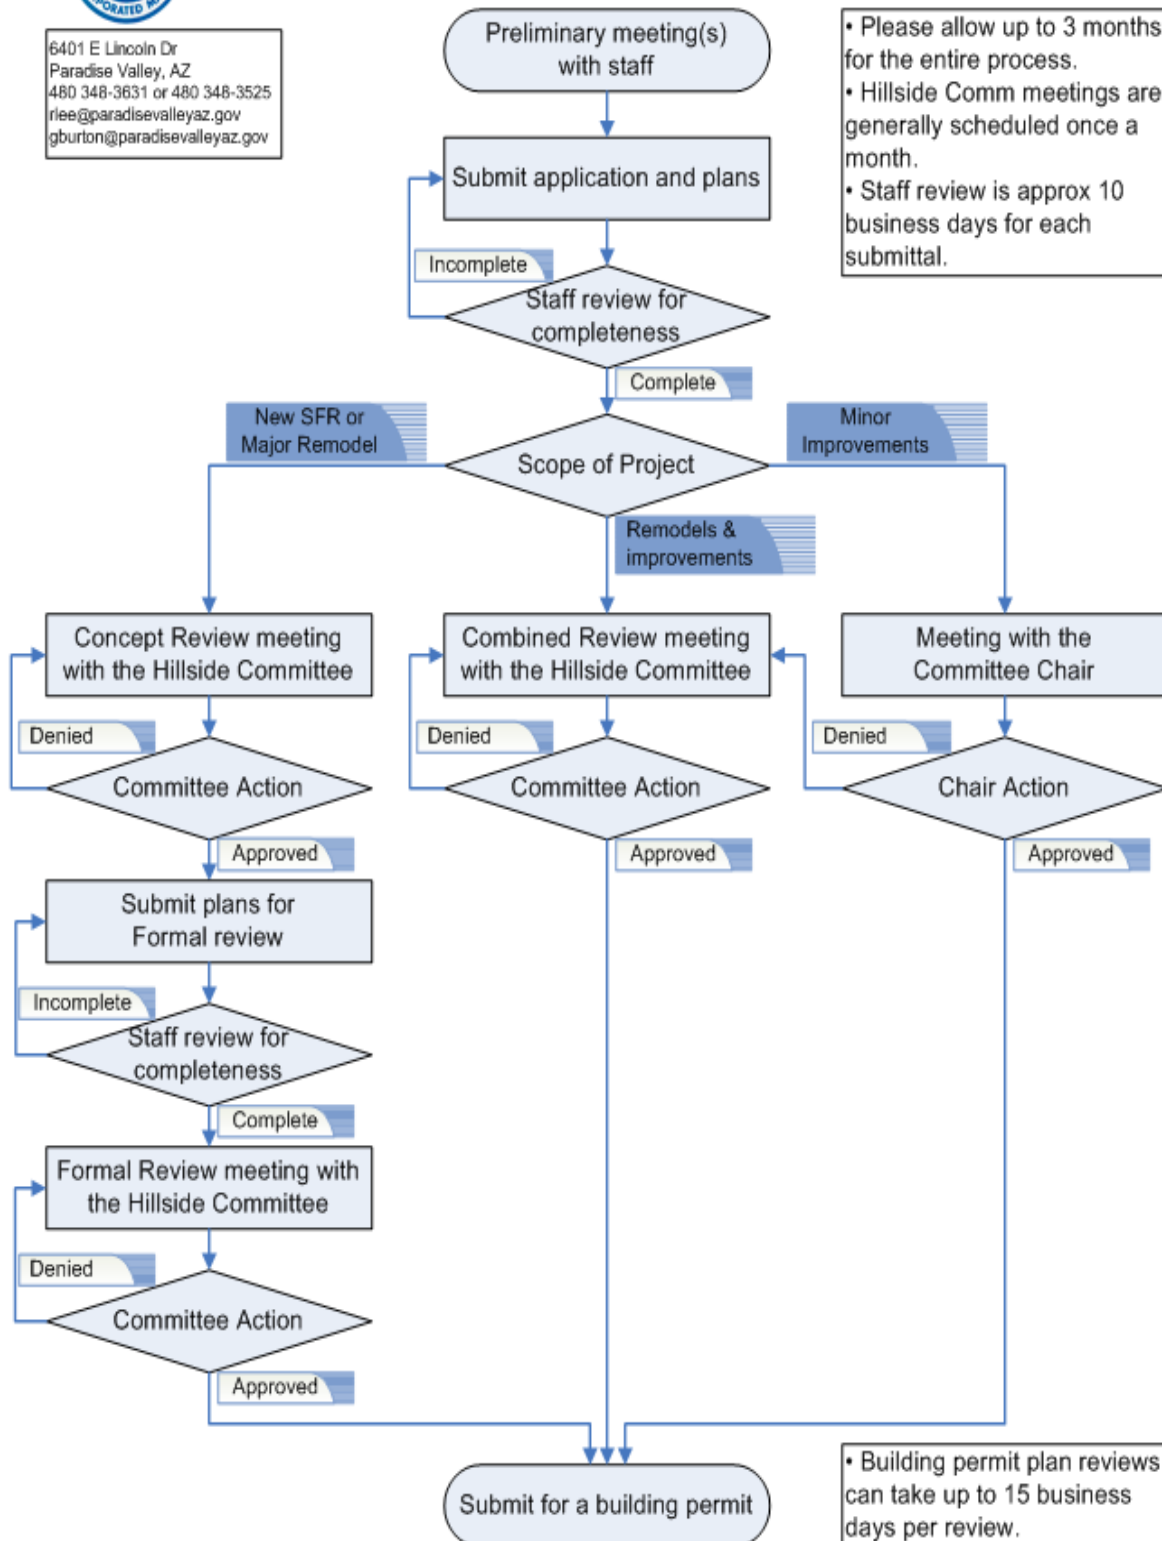 PORATED
6401 E Lincoln Dr
Paradise Valley, AZ
480 348-3631 or 480 348-3525
rlee@paradisevalleyaz.gov
gburton@paradisevalleyaz.gov
Preliminary meeting(s)
with staff
• Please allow up to 3 months
for the entire process.
• Hillside Comm meetings are
generally scheduled once a
month.
• Staff review is approx 10
business days for each
submittal.
Submit application and plans
Incomplete
Staff review for
completeness
Complete
New SFR or
Major Remodel
Scope of Project
Minor
Improvements
Remodels &
improvements
Concept Review meeting
with the Hillside Committee
Combined Review meeting
with the Hillside Committee
Meeting with the
Committee Chair
Denied
Denied
Denied
Committee Action
Committee Action
Chair Action
Approved
Approved
Approved
Submit plans for
Formal review
Incomplete
Staff review for
completeness
Complete
Formal Review meeting with
the Hillside Committee
Denied
Committee Action
Approved
Submit for a building permit
• Building permit plan reviews
can take up to 15 business
days per review.